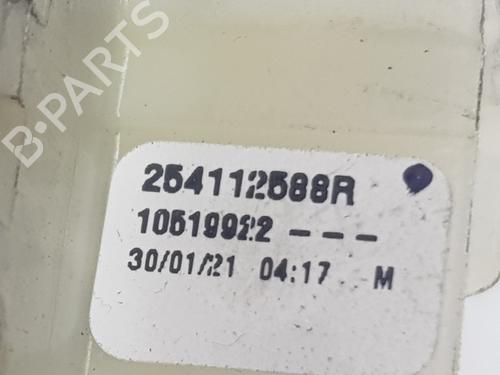 B-PARTS
254112588R
10519922 - - -
30/01/21 04:17 M